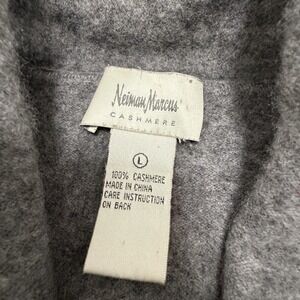 Neiman Marcus
CASHMERE
L
100% CASHMERE
MADE IN CHINA
CARE INSTRUCTION
ON BACK